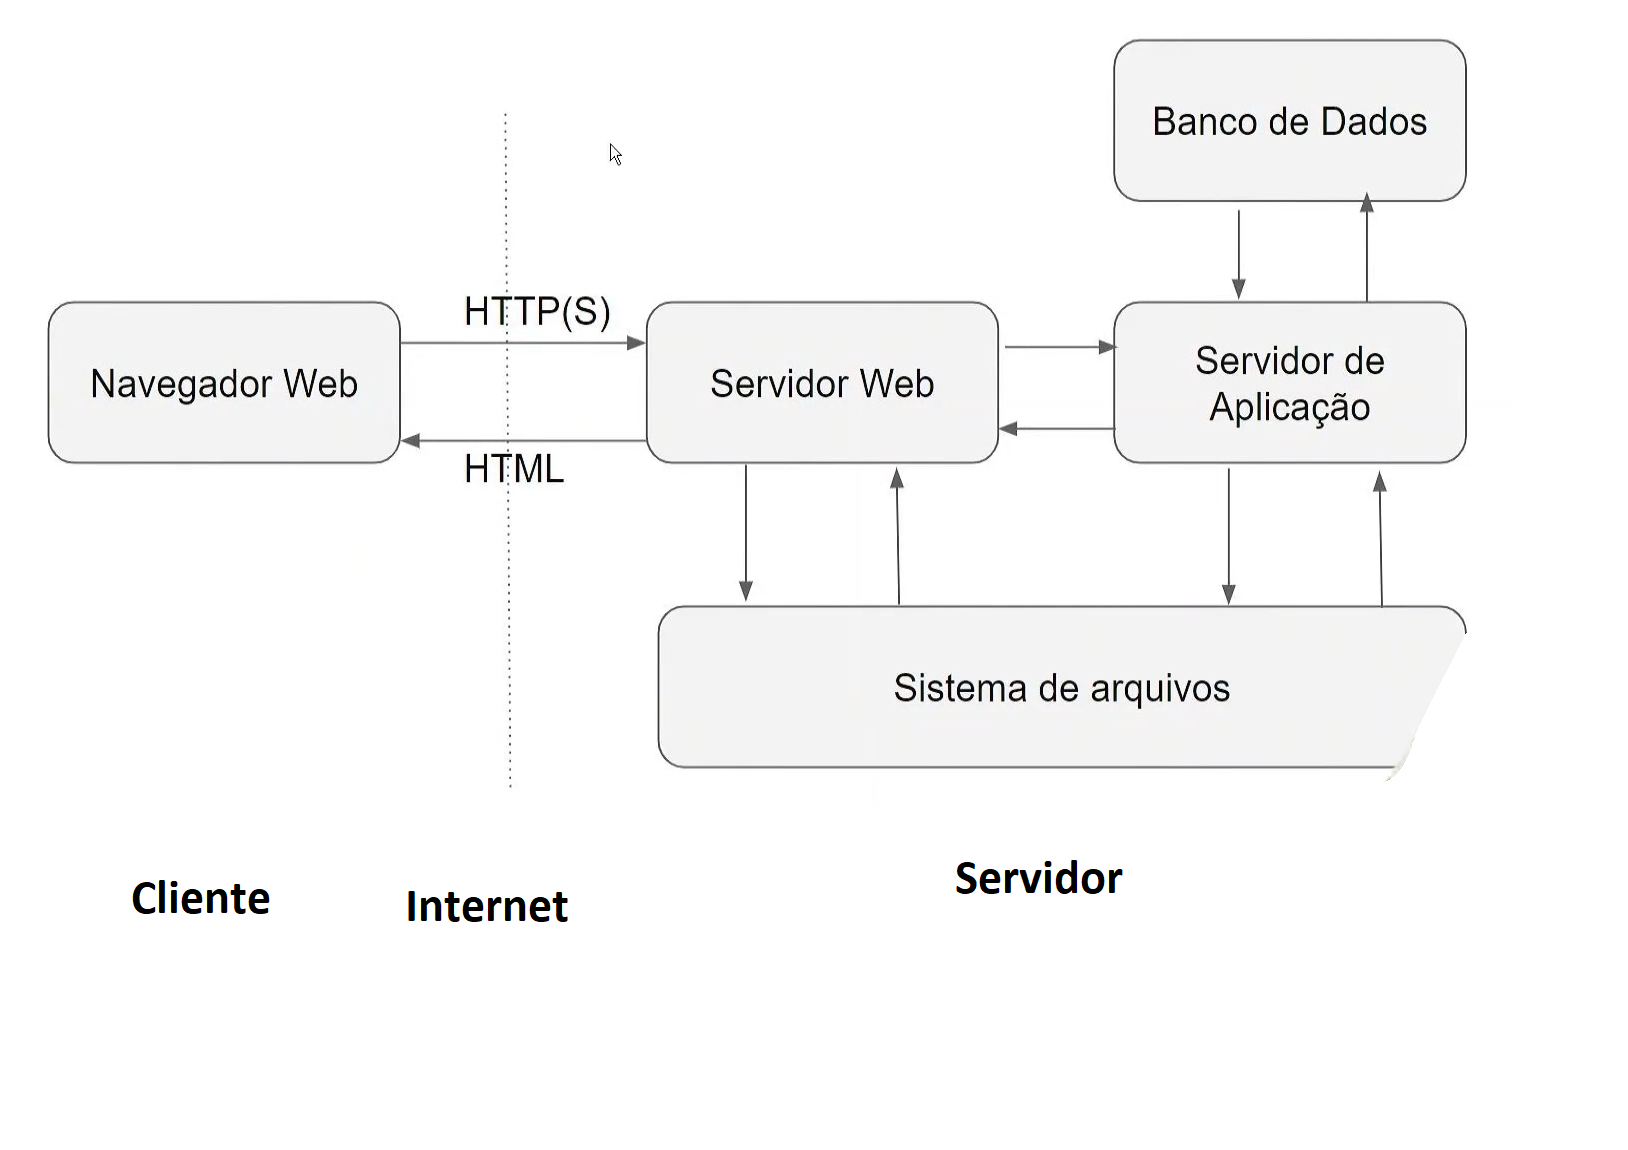 Banco de Dados
HTTP(S)
Navegador Web
Servidor Web
Servidor de
Aplicação
HTML
Sistema de arquivos
Cliente
Internet
Servidor